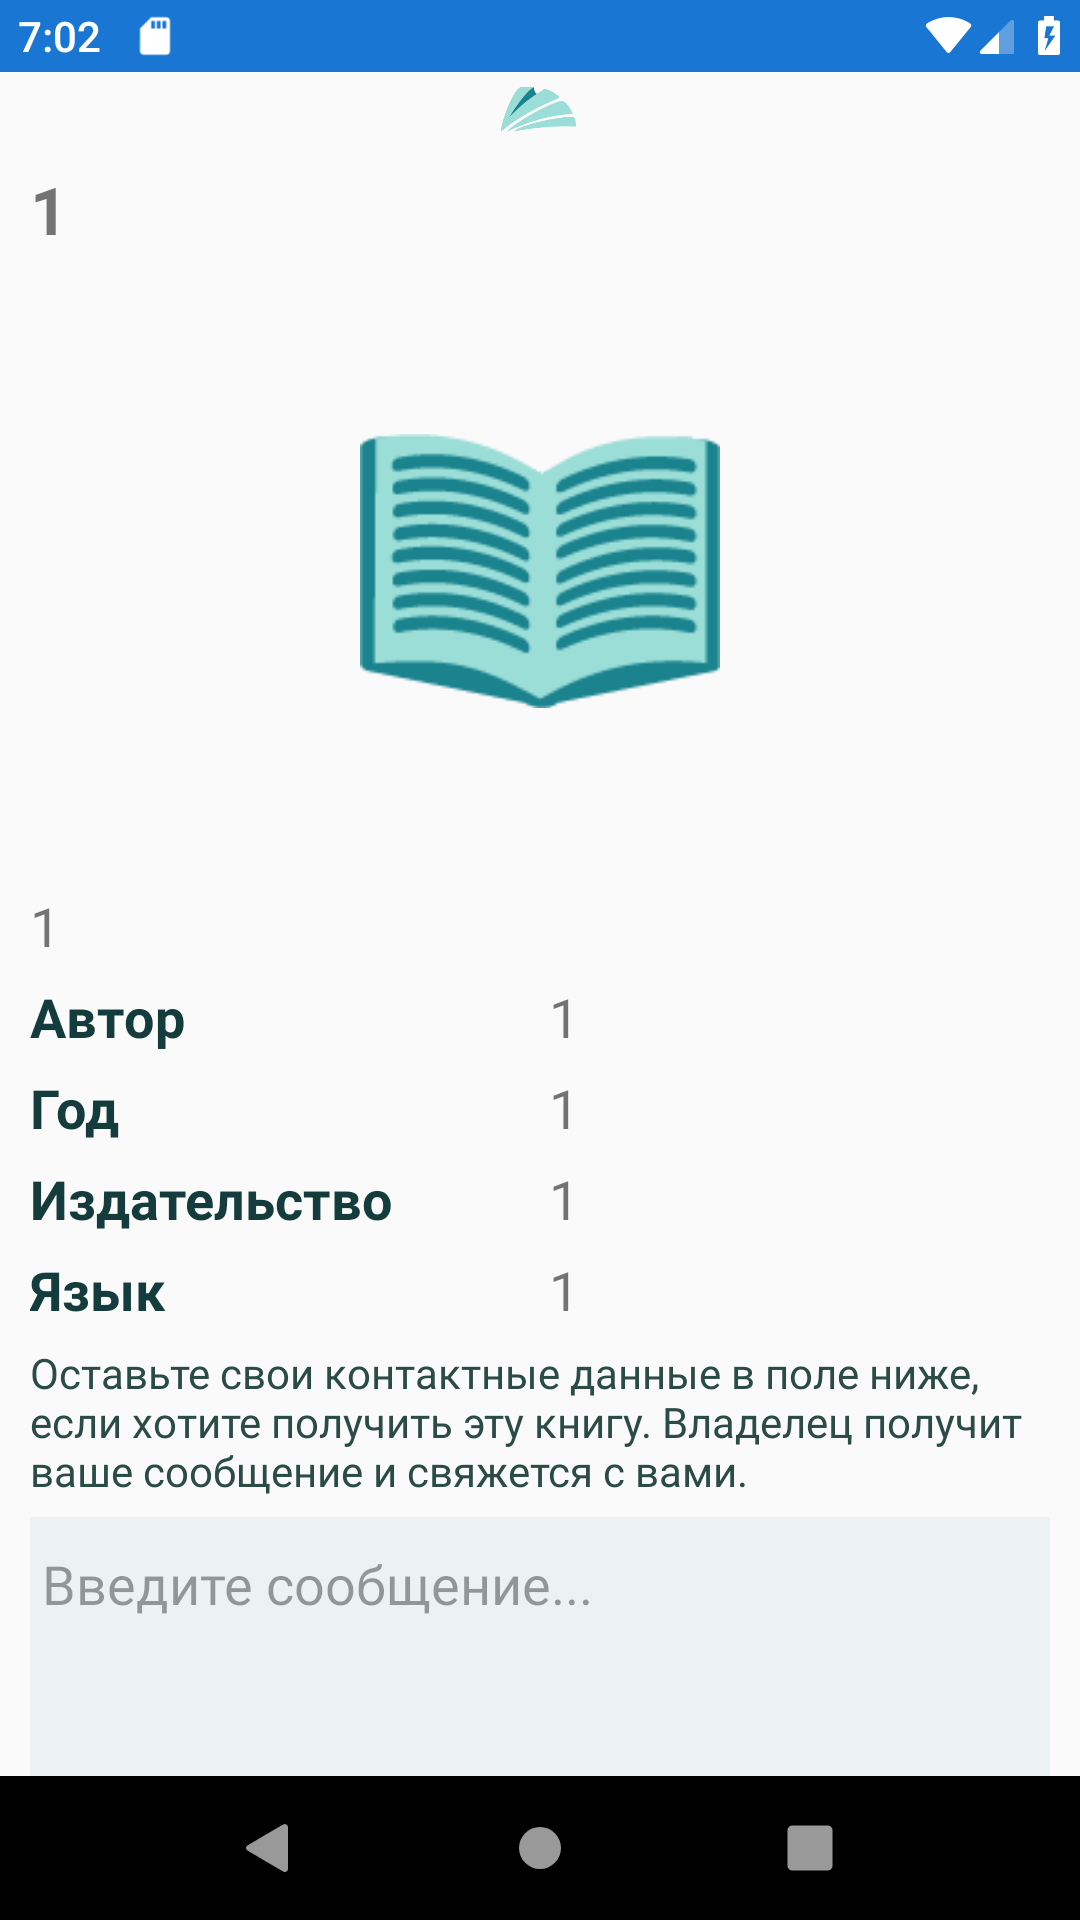 7:02
1
1
Автор 1
Год 1
Издательство 1
Язык 1
Оставьте свои контактные данные в поле ниже,
если хотите получить эту книгу. Владелец получит
ваше сообщение и свяжется с вами.
Введите сообщение...